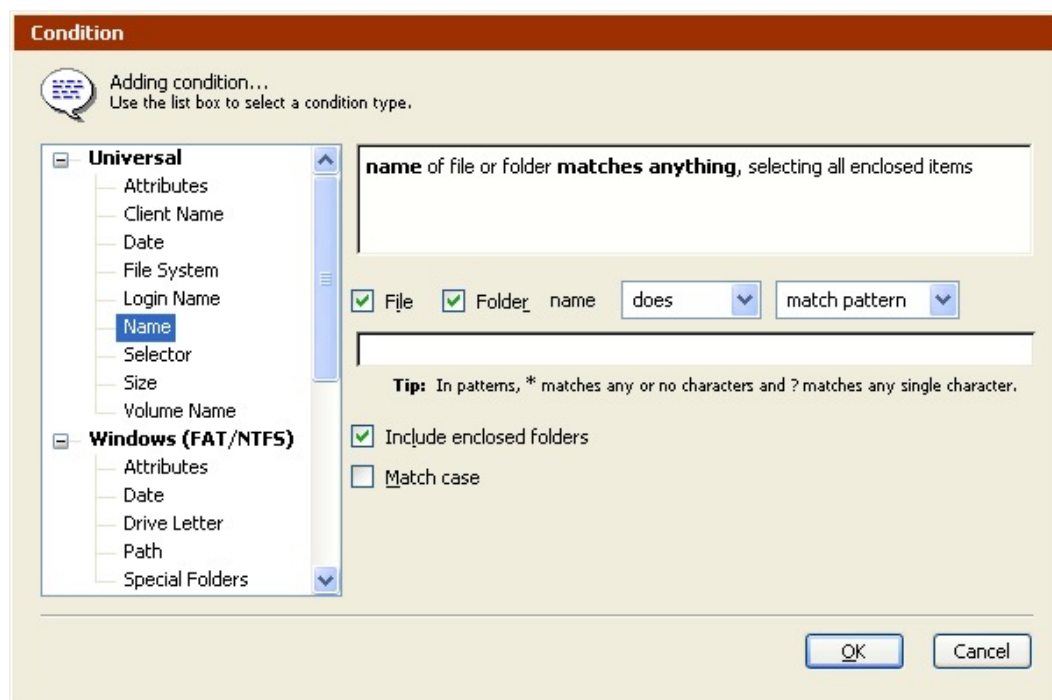 Condition
Adding condition...
Use the list box to select a condition type.
Universal
Attributes
Client Name
Date
File System
Login Name
Name
Selector
Size
Volume Name
Windows (FAT/NTFS)
Attributes
Date
Drive Letter
Path
Special Folders
name of file or folder matches anything, selecting all enclosed items
File Folder name does match pattern
Tip: In patterns, * matches any or no characters and ? matches any single character.
Include enclosed folders
Match case
OK Cancel